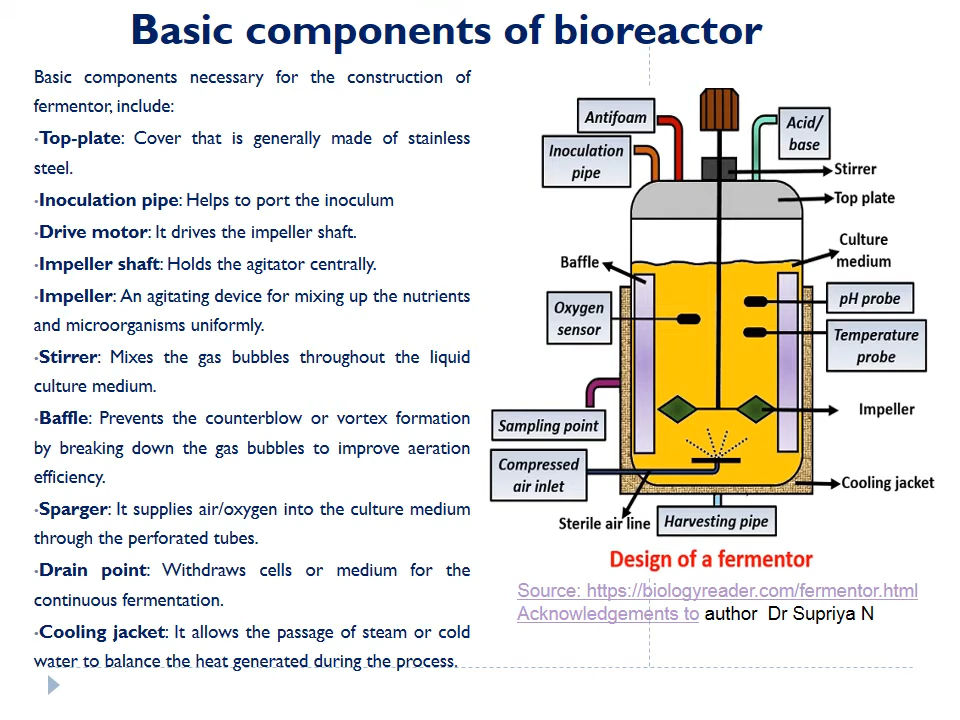 Basic components of bioreactor
Basic components necessary for the construction of
fermentor, include:
•Top-plate: Cover that is generally made of stainless
steel.
•Inoculation pipe: Helps to port the inoculum
•Drive motor: It drives the impeller shaft.
•Impeller shaft: Holds the agitator centrally.
•Impeller: An agitating device for mixing up the nutrients
and microorganisms uniformly.
•Stirrer: Mixes the gas bubbles throughout the liquid
culture medium.
•Baffle: Prevents the counterblow or vortex formation
by breaking down the gas bubbles to improve aeration
efficiency.
•Sparger: It supplies air/oxygen into the culture medium
through the perforated tubes.
•Drain point: Withdraws cells or medium for the
continuous fermentation.
•Cooling jacket: It allows the passage of steam or cold
water to balance the heat generated during the process.
Antifoam
Acid/
base
Inoculation
pipe
Stirrer
Top plate
Culture
medium
Baffle
pH probe
Oxygen
sensor
Temperature
probe
Impeller
Sampling point
Compressed
air inlet
Cooling jacket
Sterile air line
Harvesting pipe
Design of a fermentor
Source: https://biologyreader.com/fermentor.html
Acknowledgements to author Dr Supriya N